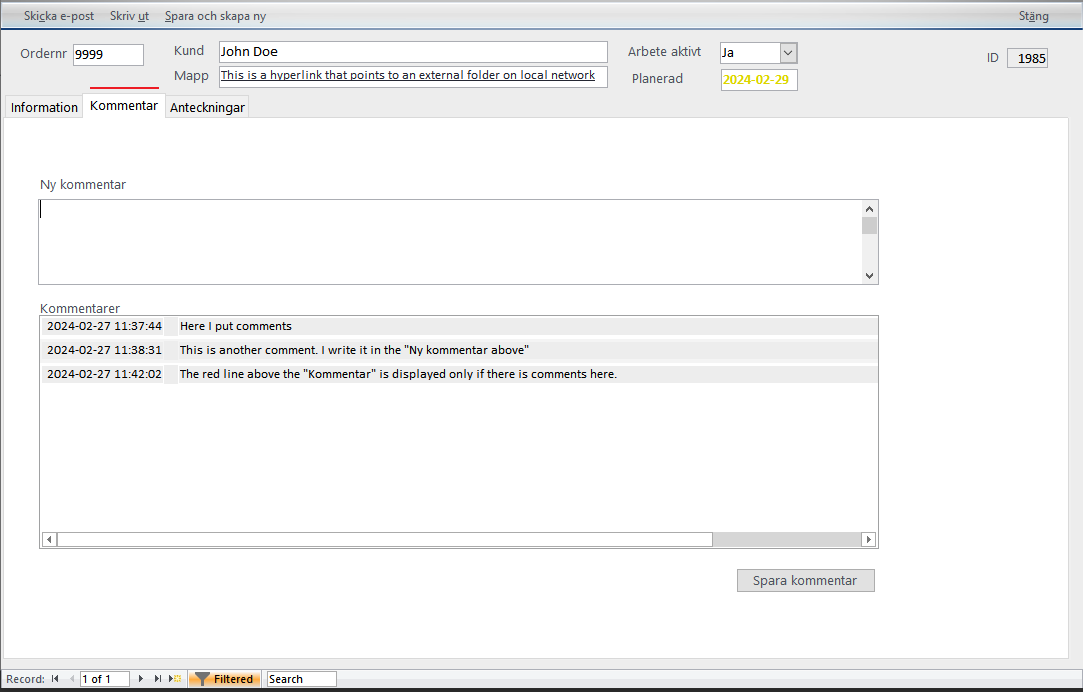 Skicka e-post Skriv ut Spara och skapa ny Stäng
Ordernr 9999 Kund John Doe Arbete aktivt Ja ID 1985
Mapp This is a hyperlink that points to an external folder on local network Planerad 2024-02-29
Information Kommentar Anteckningar
Ny kommentar
Kommentarer
2024-02-27 11:37:44 Here I put comments
2024-02-27 11:38:31 This is another comment. I write it in the "Ny kommentar above"
2024-02-27 11:42:02 The red line above the "Kommentar" is displayed only if there is comments here.
Spara kommentar
Record: 1 of 1 Filtered Search